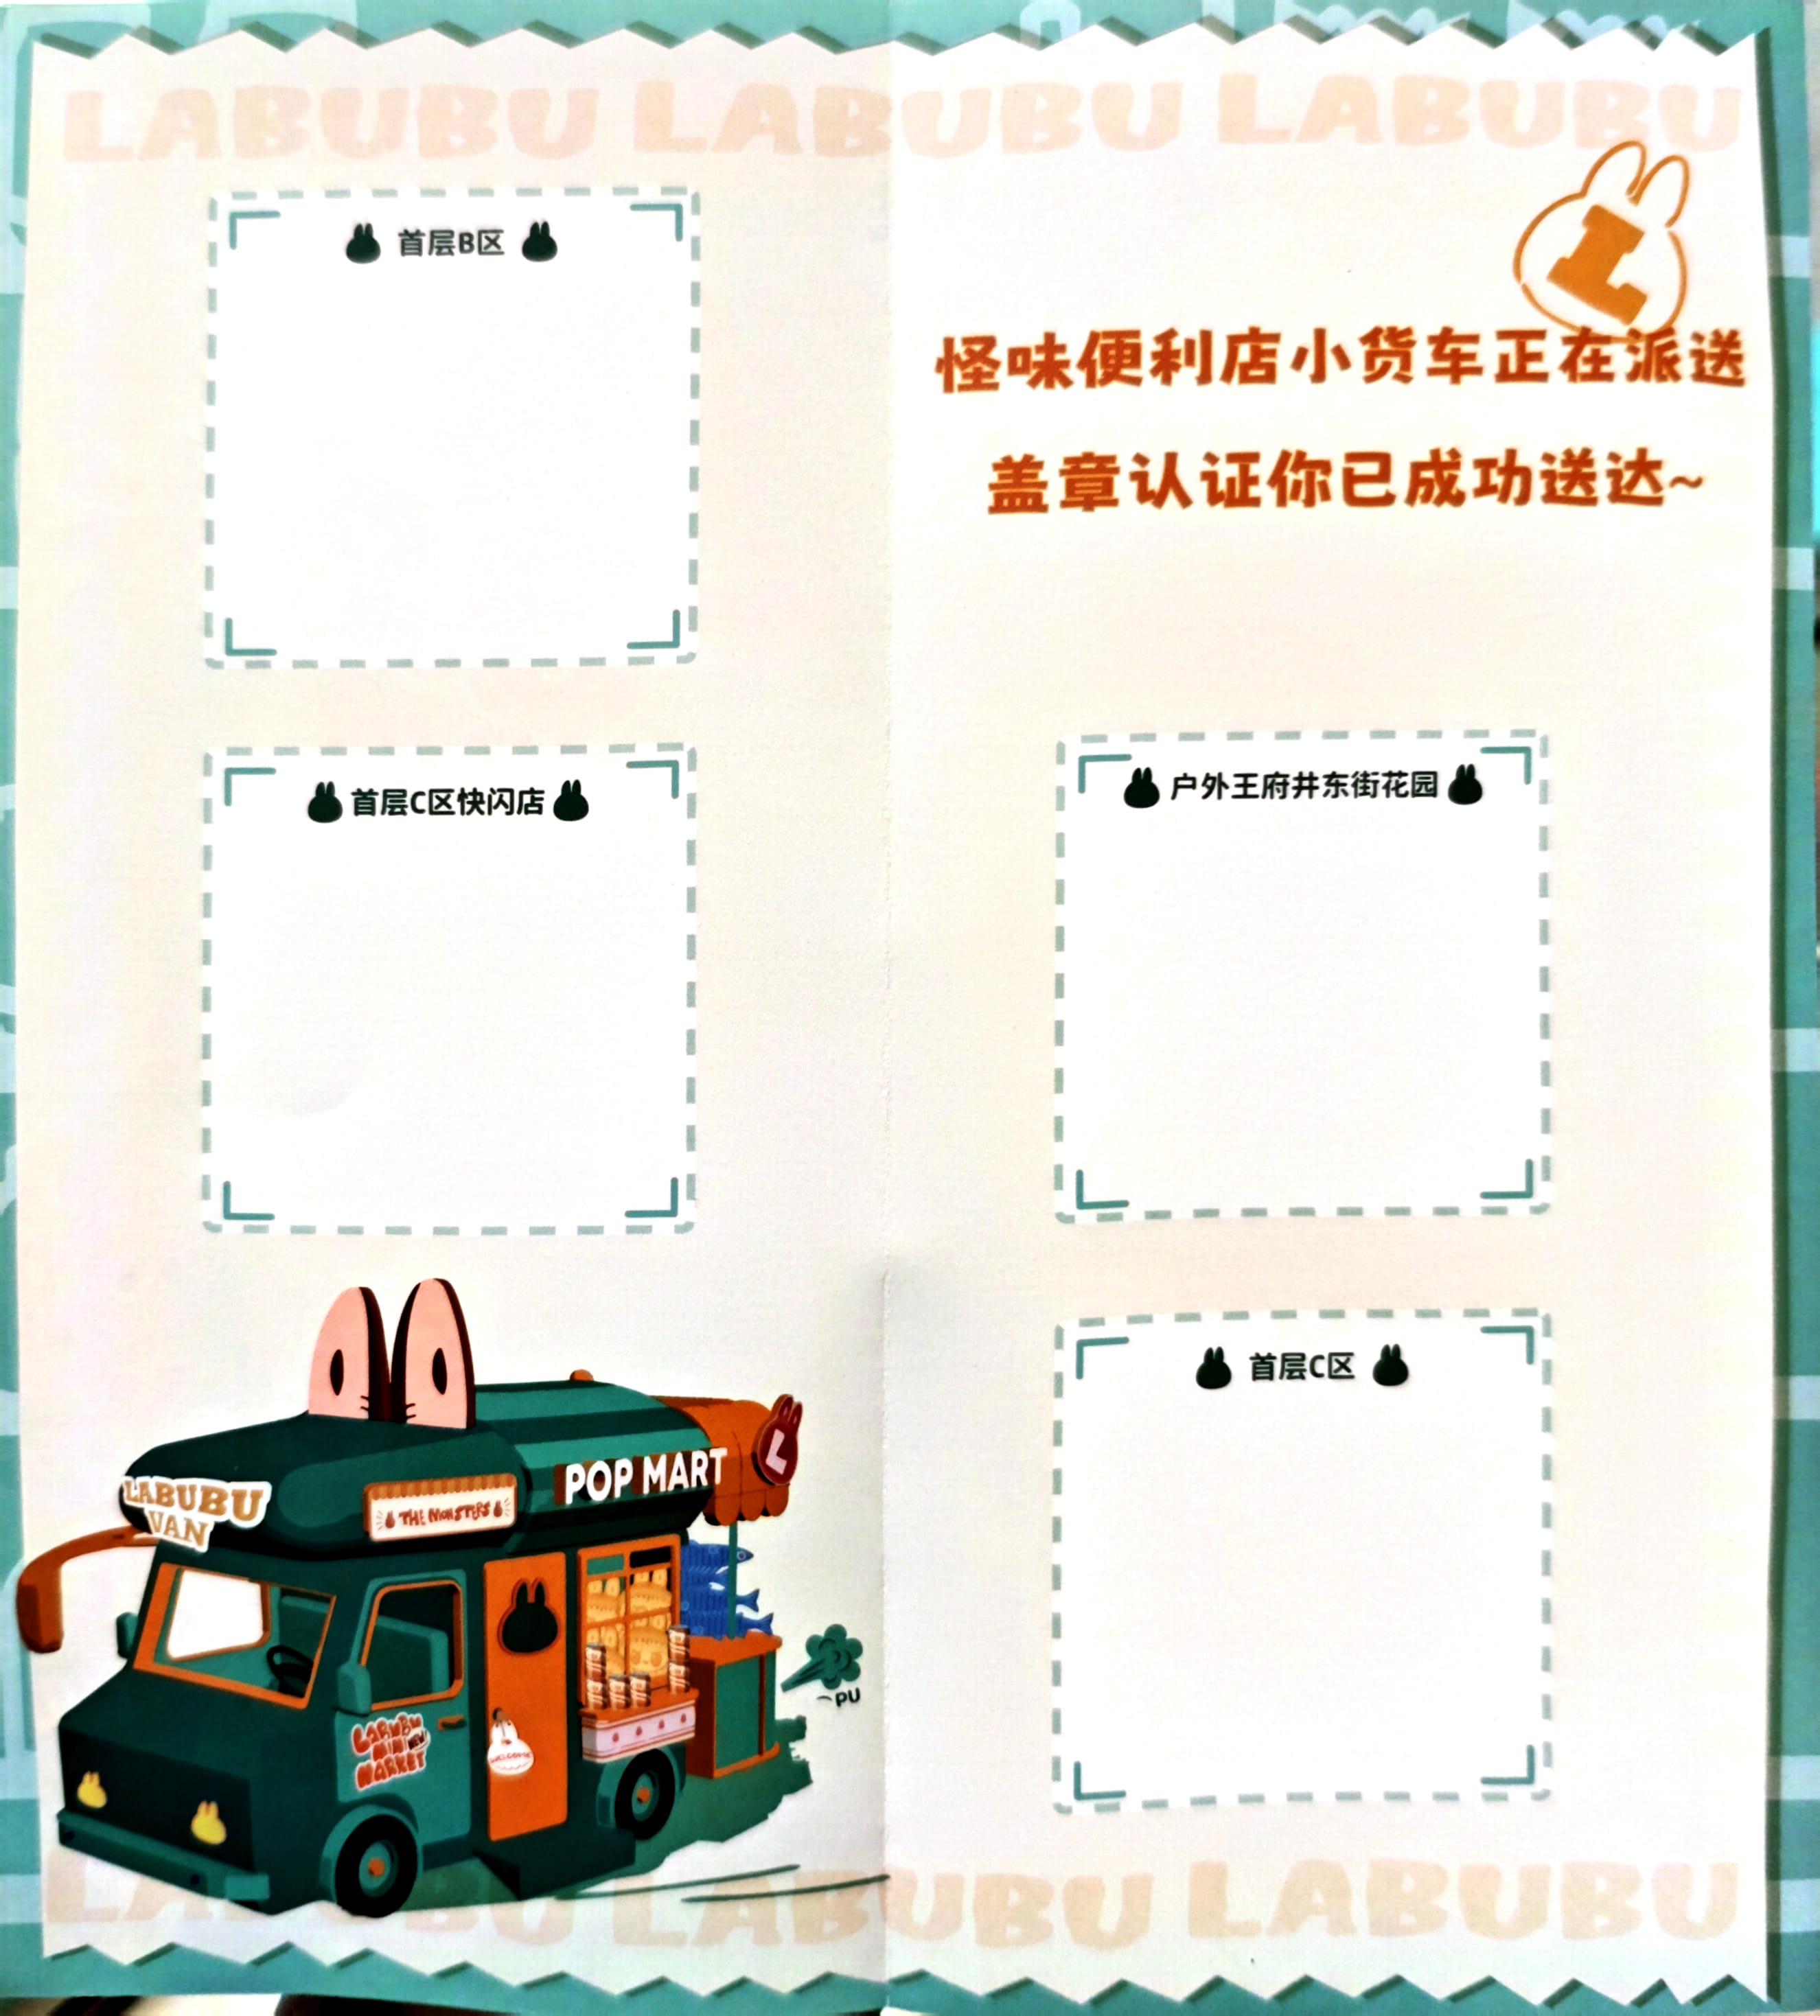 LABUBU LABUBU LABUBU
首层B区
L
怪味便利店小货车正在派送
盖章认证你已成功送达~
首层C区快闪店
户外王府井东街花园
首层C区
POP MART
L
LABUBU
VAN
THE MONSTERS
PU
LABUBU
MINI NEW
MARKET
WELCOME
LABUBU LABUBU LABUBU